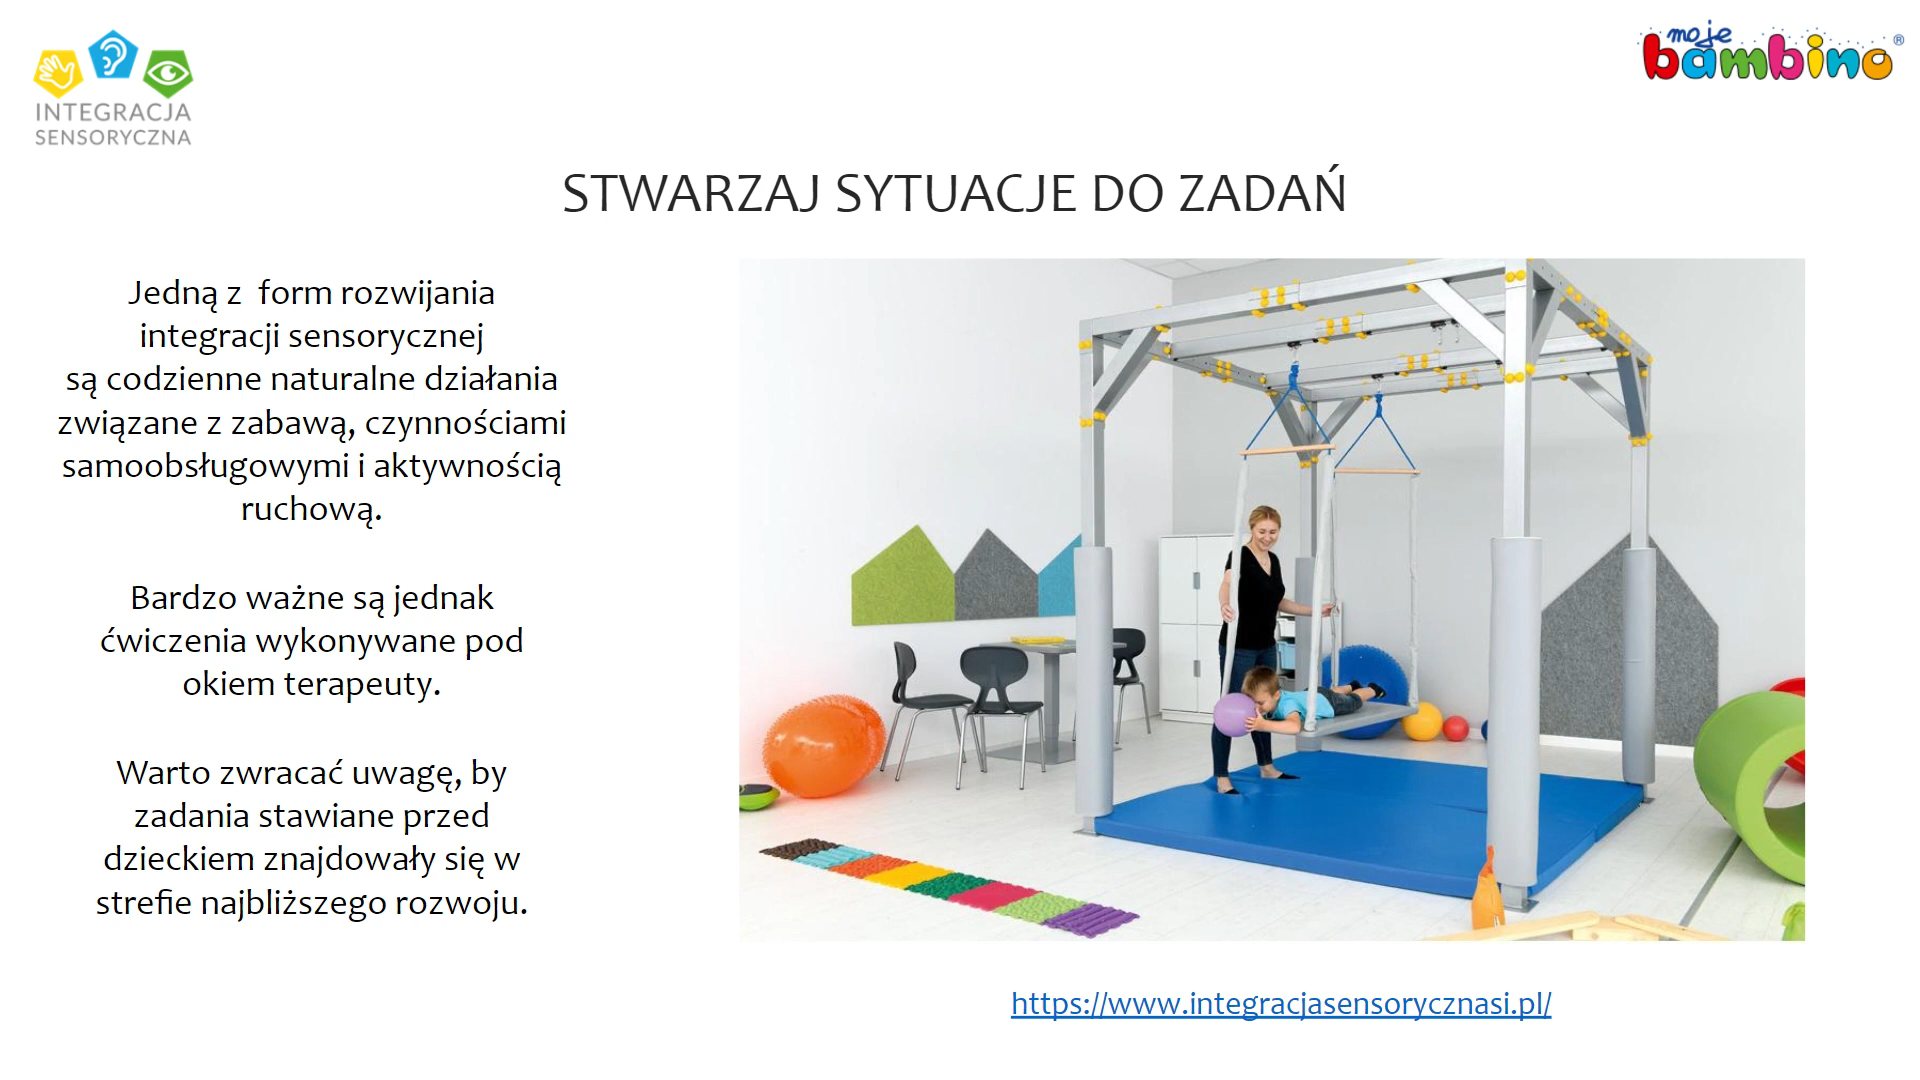 INTEGRACJA
SENSORYCZNA
moje
bambino®
STWARZAJ SYTUACJE DO ZADAŃ
Jedną z  form rozwijania
integracji sensorycznej
są codzienne naturalne działania
związane z zabawą, czynnościami
samoobsługowymi i aktywnością
ruchową.
Bardzo ważne są jednak
ćwiczenia wykonywane pod
okiem terapeuty.
Warto zwracać uwagę, by
zadania stawiane przed
dzieckiem znajdowały się w
strefie najbliższego rozwoju.
https://www.integracjasensorycznasi.pl/